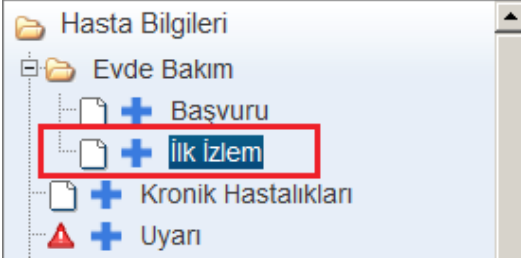 Hasta Bilgileri
Evde Bakım
Başvuru
İlk İzlem
Kronik Hastalıkları
Uyarı